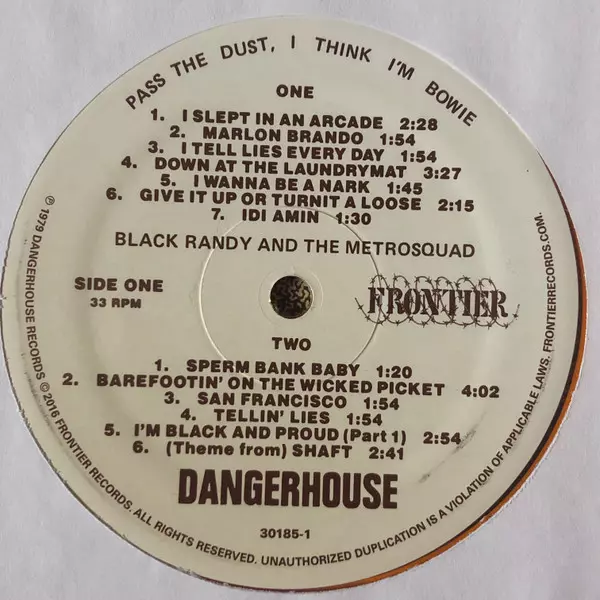 PASS THE DUST, I THINK I'M BOWIE
ONE
1. I SLEPT IN AN ARCADE 2:28
2. MARLON BRANDO 1:54
3. I TELL LIES EVERY DAY 1:54
4. DOWN AT THE LAUNDRYMAT 3:27
5. I WANNA BE A NARK 1:45
6. GIVE IT UP OR TURNIT A LOOSE 2:15
7. IDI AMIN 1:30
BLACK RANDY AND THE METROSQUAD
SIDE ONE
33 RPM
FRONTIER
TWO
1. SPERM BANK BABY 1:20
2. BAREFOOTIN' ON THE WICKED PICKET 4:02
3. SAN FRANCISCO 1:54
4. TELLIN' LIES 1:54
5. I'M BLACK AND PROUD (Part 1) 2:54
6. (Theme from) SHAFT 2:41
DANGERHOUSE
30185-1
℗ 1979 DANGERHOUSE RECORDS © 2016 FRONTIER RECORDS. ALL RIGHTS RESERVED. UNAUTHORIZED DUPLICATION IS A VIOLATION OF APPLICABLE LAWS. FRONTIERRECORDS.COM.